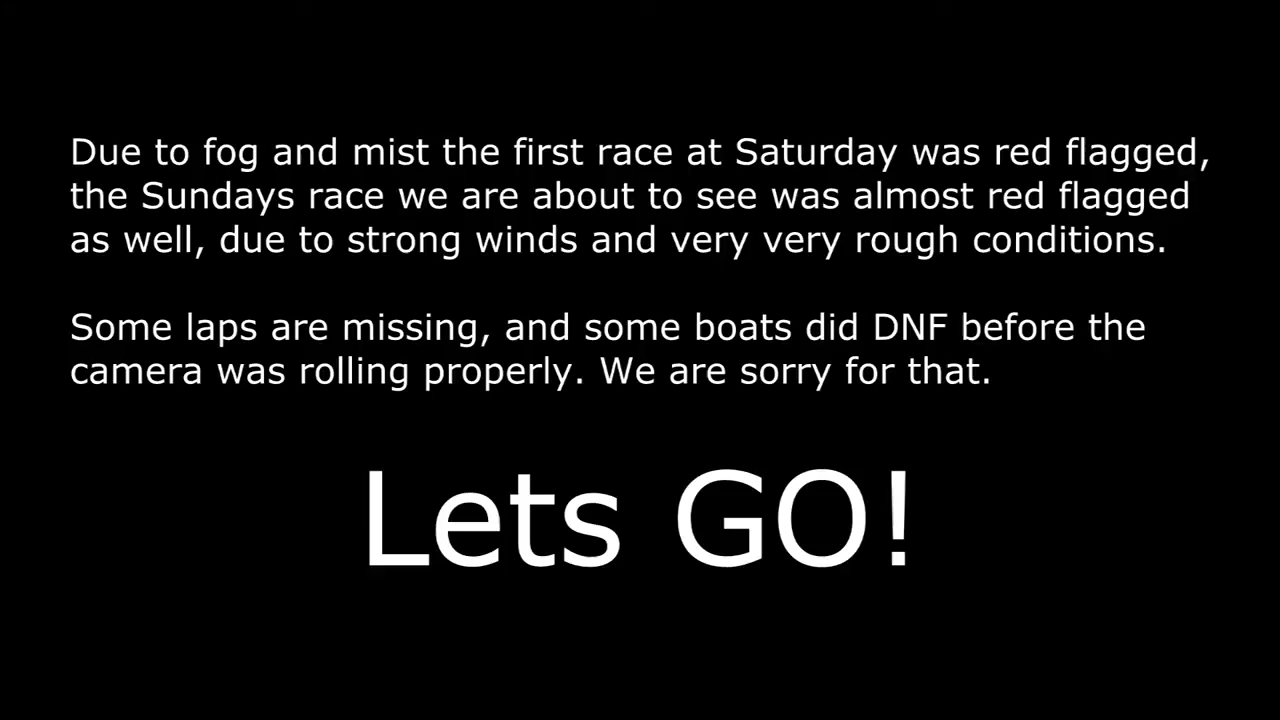 Due to fog and mist the first race at Saturday was red flagged,
the Sundays race we are about to see was almost red flagged
as well, due to strong winds and very very rough conditions.
Some laps are missing, and some boats did DNF before the
camera was rolling properly. We are sorry for that.
Lets GO!